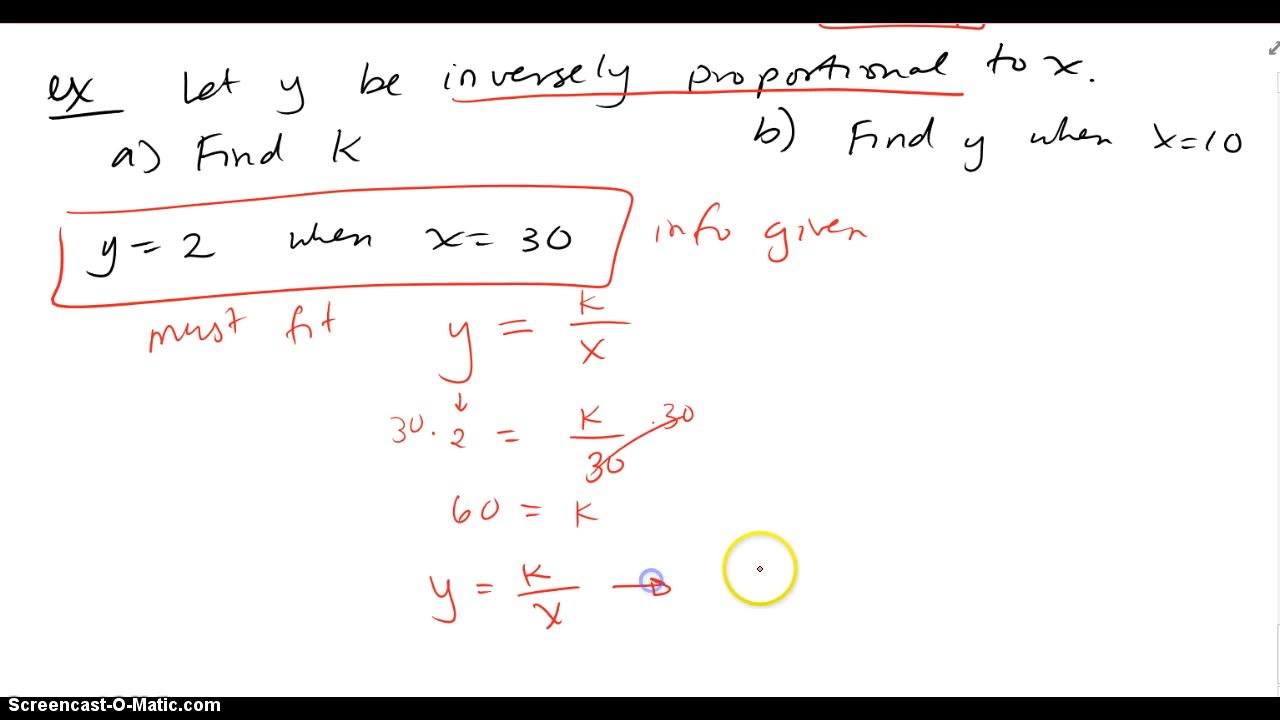 ex Let y be inversely proportional to x.
a) Find k b) Find y when x=10
y = 2 when x = 30 info given
must fit y = k/x
30 · 2 = k/30 · 30
60 = k
y = k/x →
Screencast-O-Matic.com